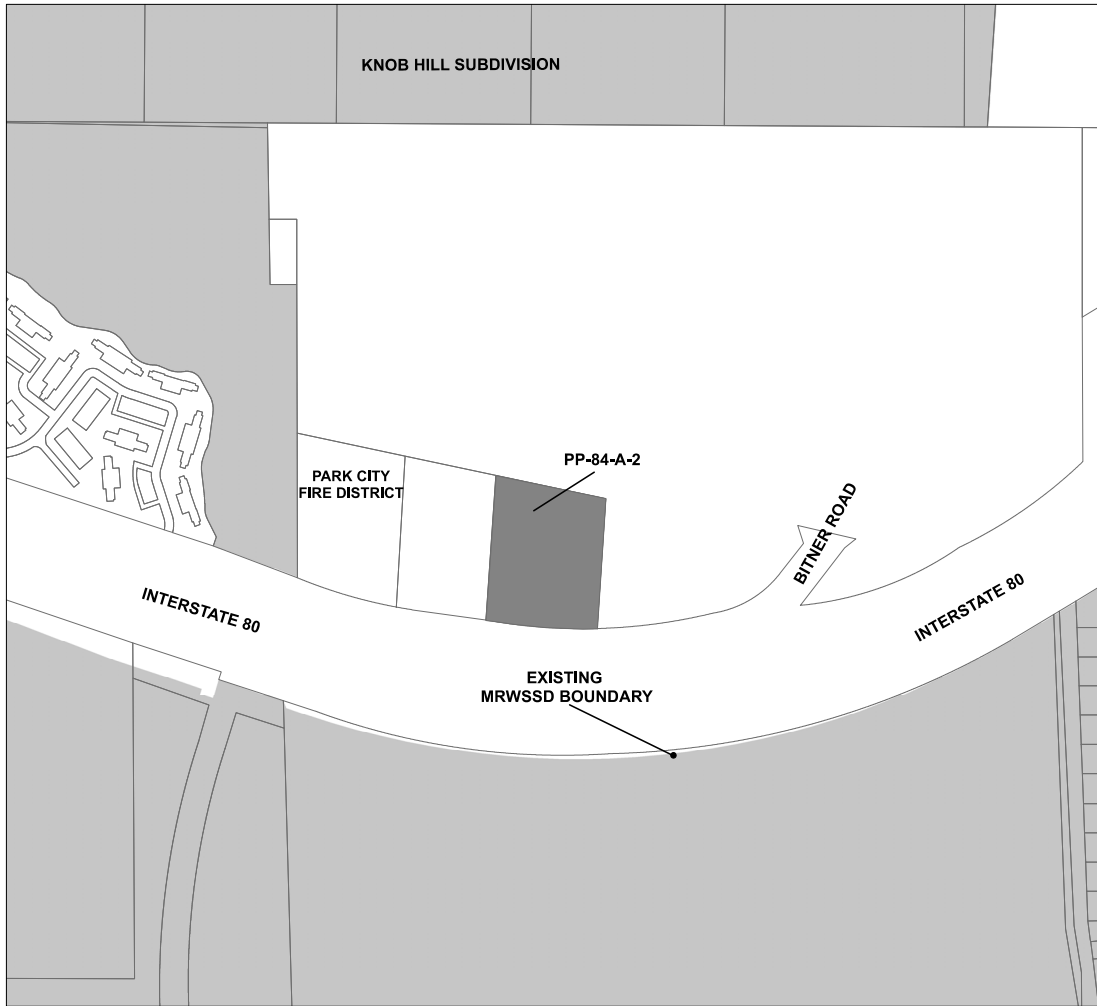 KNOB HILL SUBDIVISION
PP-84-A-2
PARK CITY
FIRE DISTRICT
BITNER ROAD
INTERSTATE 80
INTERSTATE 80
EXISTING
MRWSSD BOUNDARY